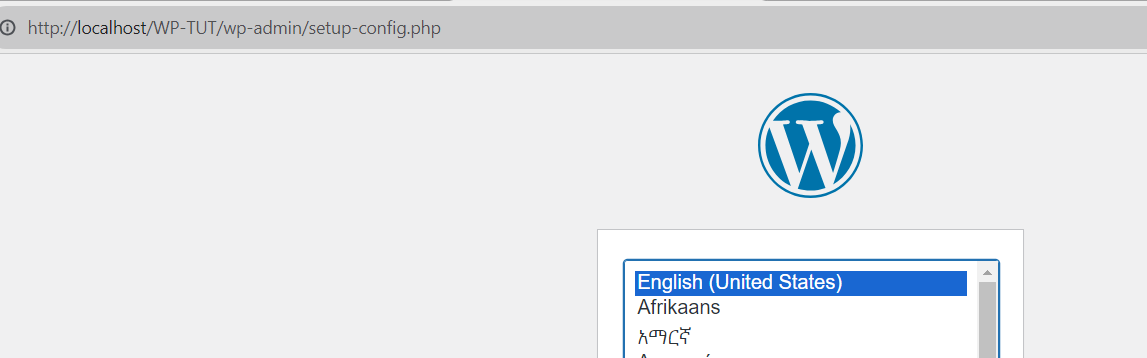 http://localhost/WP-TUT/wp-admin/setup-config.php
English (United States)
Afrikaans
አማርኛ